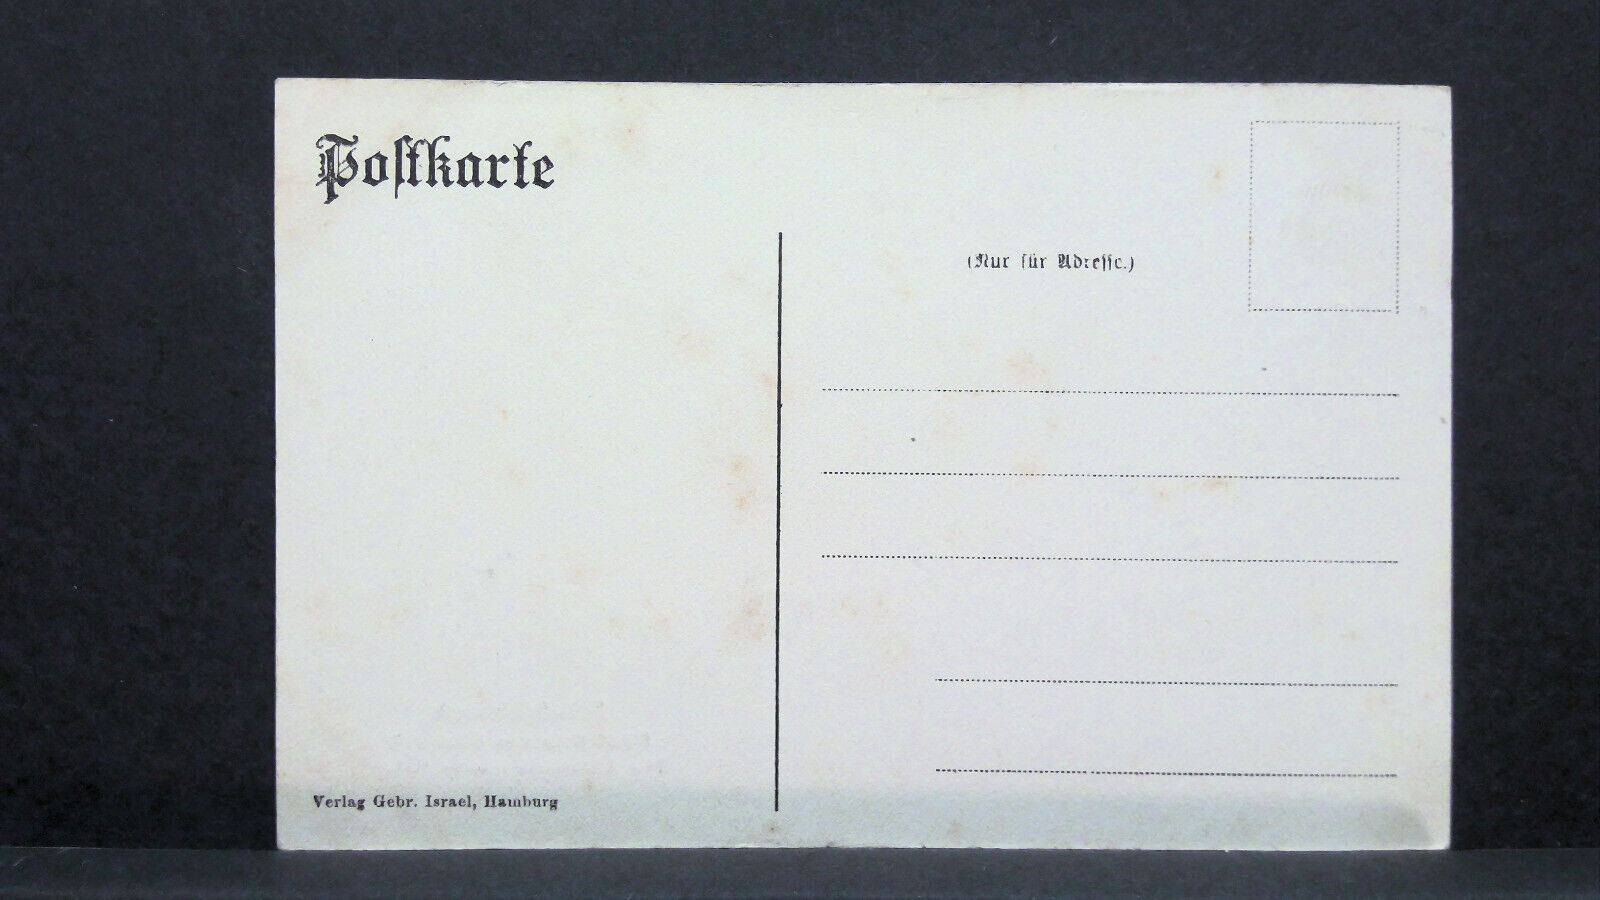 Postkarte
(Nur für Adresse.)
Verlag Gebr. Israel, Hamburg